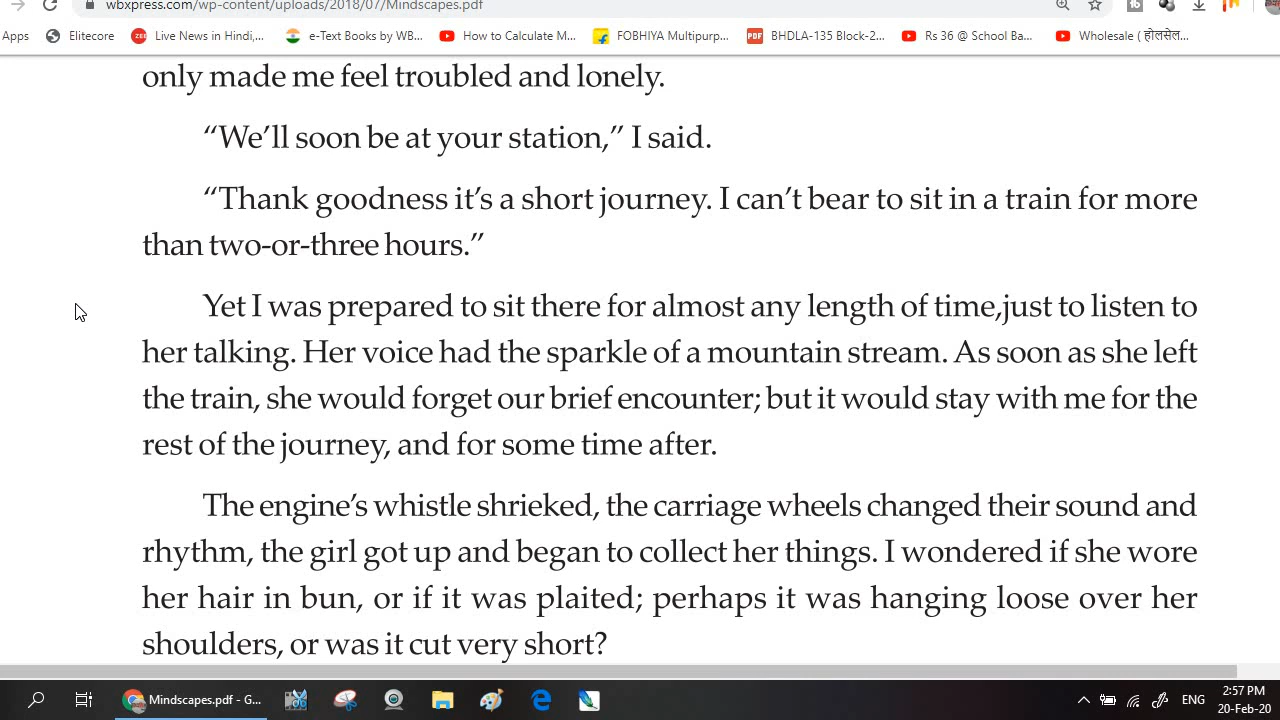 wbxpress.com/wp-content/uploads/2018/07/Mindscapes.pdf
Apps Elitecore Live News in Hindi,... e-Text Books by WB... How to Calculate M... FOBHIYA Multipurp... BHDLA-135 Block-2... Rs 36 @ School Ba... Wholesale ( होलसेल...
only made me feel troubled and lonely.
“We’ll soon be at your station,” I said.
“Thank goodness it’s a short journey. I can’t bear to sit in a train for more
than two-or-three hours.”
Yet I was prepared to sit there for almost any length of time,just to listen to
her talking. Her voice had the sparkle of a mountain stream. As soon as she left
the train, she would forget our brief encounter; but it would stay with me for the
rest of the journey, and for some time after.
The engine’s whistle shrieked, the carriage wheels changed their sound and
rhythm, the girl got up and began to collect her things. I wondered if she wore
her hair in bun, or if it was plaited; perhaps it was hanging loose over her
shoulders, or was it cut very short?
Mindscapes.pdf - G... ENG 2:57 PM
20-Feb-20